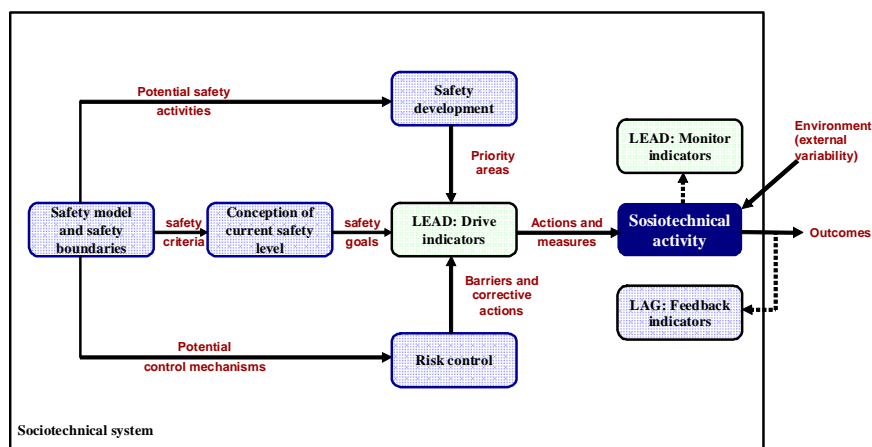 Potential safety
activities
Safety
development
Priority
areas
LEAD: Monitor
indicators
Environment
(external
variability)
Safety model
and safety
boundaries
safety
criteria
Conception of
current safety
level
safety
goals
LEAD: Drive
indicators
Actions and
measures
Sosiotechnical
activity
Outcomes
Barriers and
corrective
actions
LAG: Feedback
indicators
Potential
control mechanisms
Risk control
Sociotechnical system